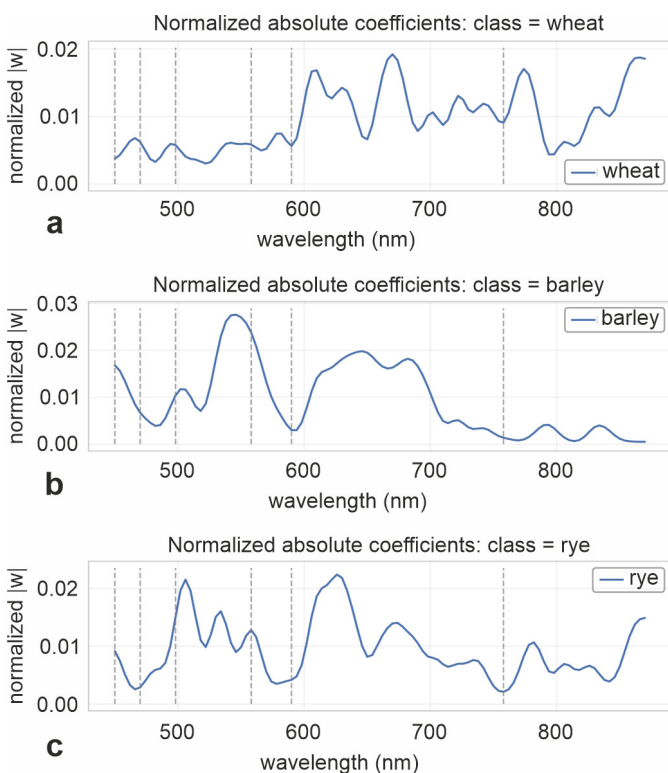 Normalized absolute coefficients: class = wheat
normalized |w|
0.02
0.01
0.00
wheat
500 600 700 800
a
wavelength (nm)
Normalized absolute coefficients: class = barley
normalized |w|
0.03
0.02
0.01
0.00
barley
500 600 700 800
b
wavelength (nm)
Normalized absolute coefficients: class = rye
normalized |w|
0.02
0.01
0.00
rye
500 600 700 800
c
wavelength (nm)